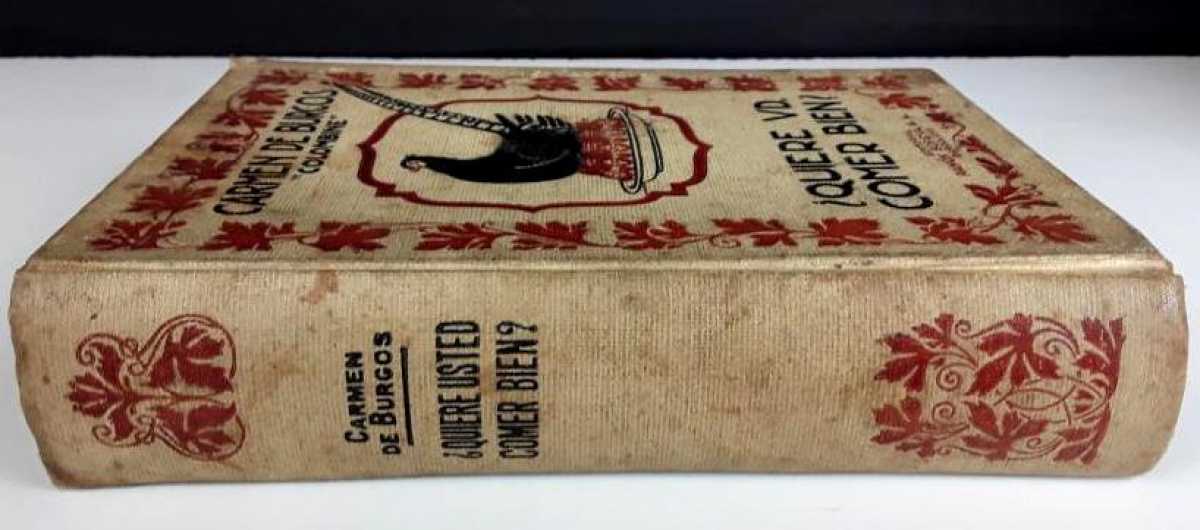 CARMEN DE BURGOS
"COLOMBINE"
¿QUIERE VD.
COMER BIEN?
CARMEN
DE BURGOS
¿QUIERE USTED
COMER BIEN?